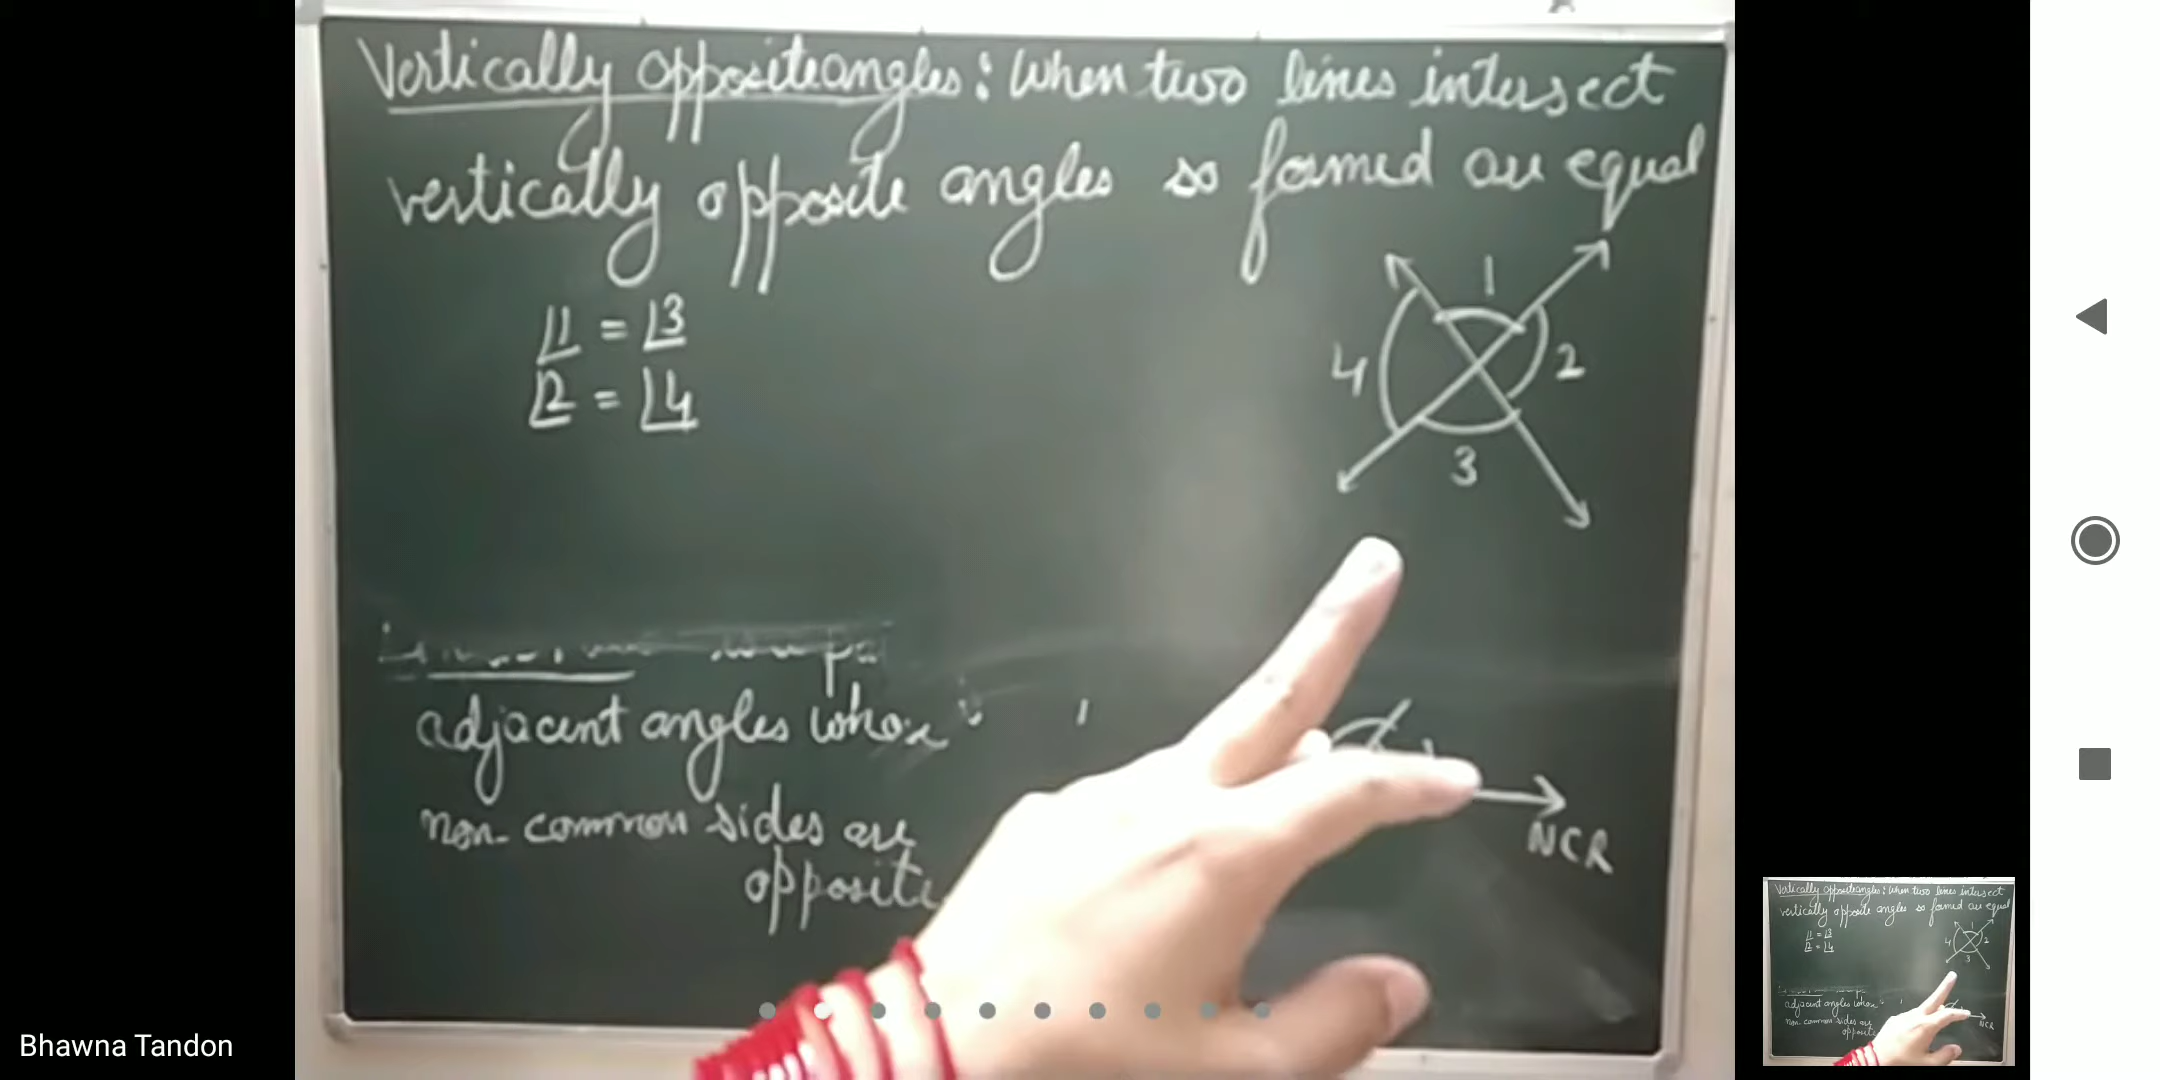 Vertically opposite angles: When two lines intersect
vertically opposite angles so formed are equal
∠1 = ∠3
∠2 = ∠4
1
4
2
3
adjacent angles whose
non-common sides are
opposite
NCR
Bhawna Tandon